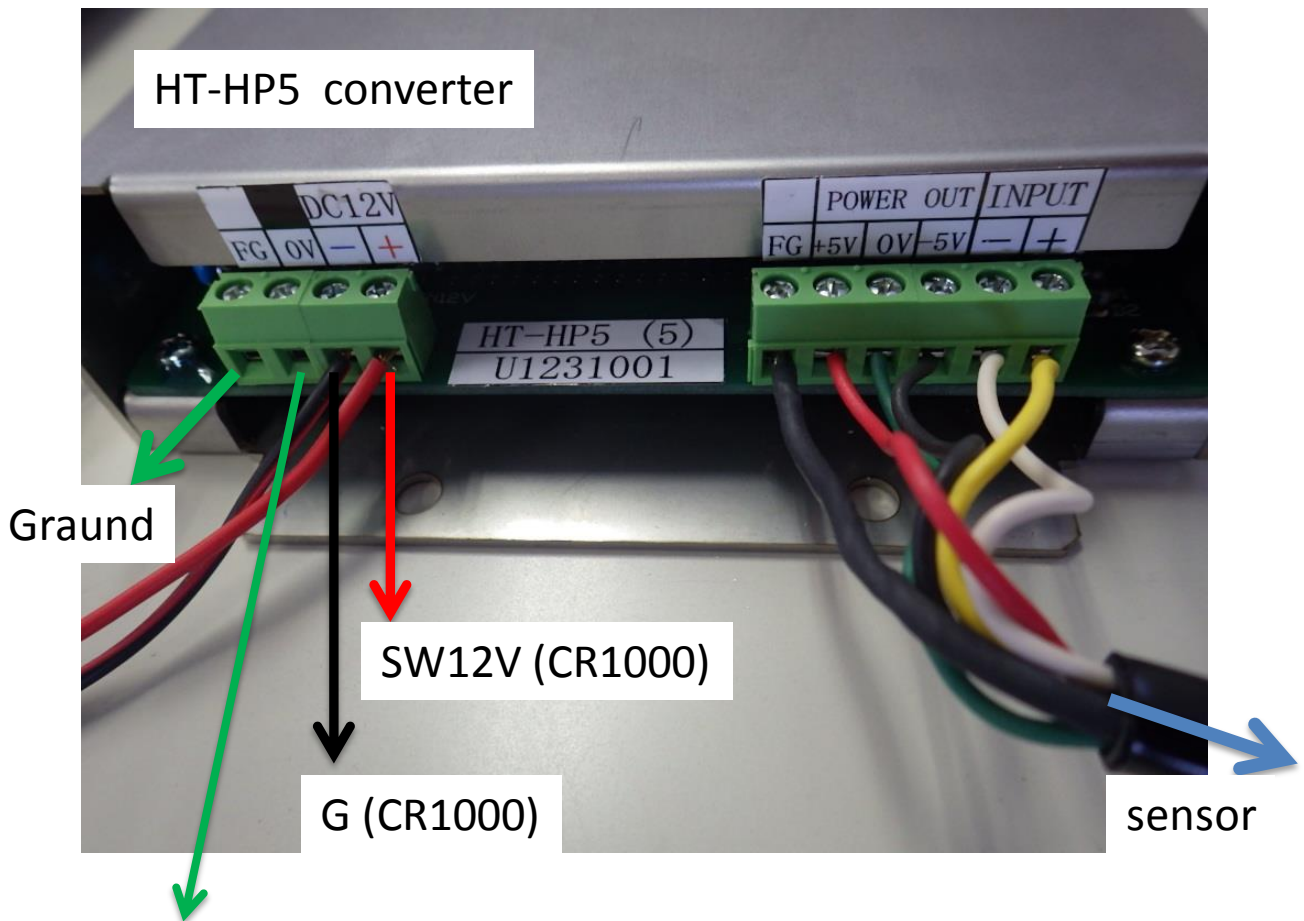 HT-HP5 converter
DC12V
FG 0V - +
POWER OUT INPUT
FG +5V 0V -5V - +
HT-HP5 (5)
U1231001
Graund
SW12V (CR1000)
G (CR1000)
sensor